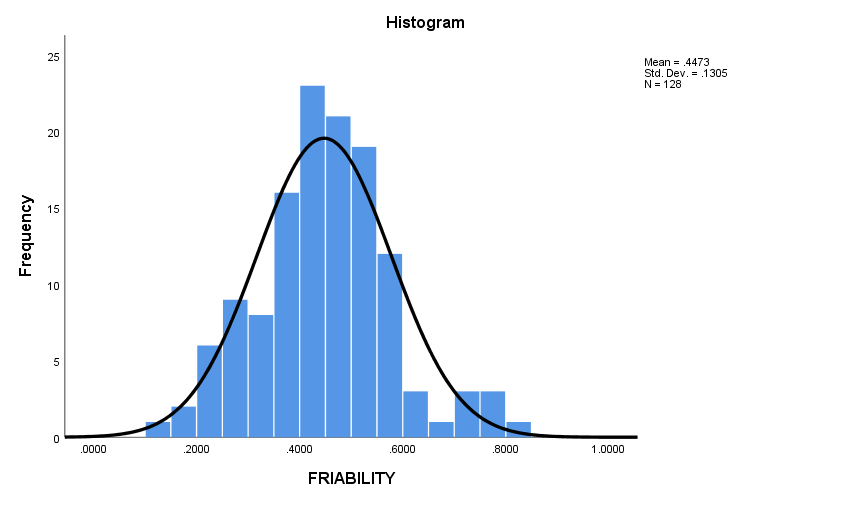 Histogram
Mean = .4473
Std. Dev. = .1305
N = 128
Frequency
25
20
15
10
5
0
.0000 .2000 .4000 .6000 .8000 1.0000
FRIABILITY